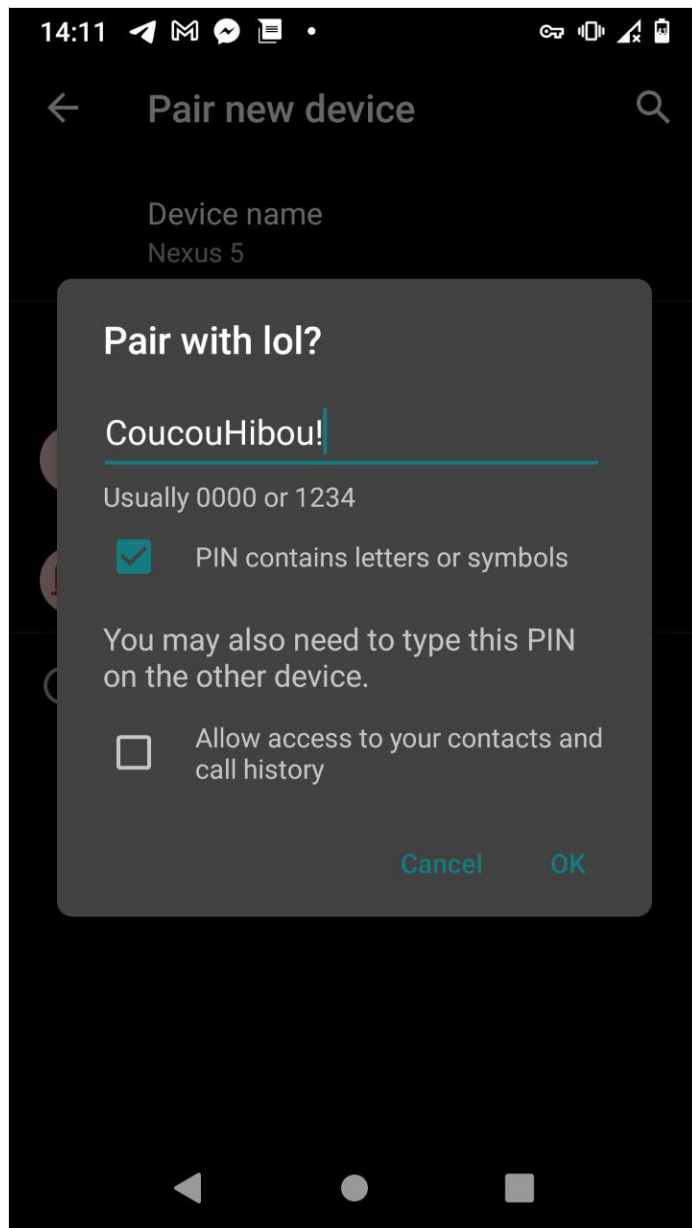 14:11
Pair new device
Device name
Nexus 5
Pair with lol?
CoucouHibou!
Usually 0000 or 1234
PIN contains letters or symbols
You may also need to type this PIN
on the other device.
Allow access to your contacts and
call history
Cancel OK